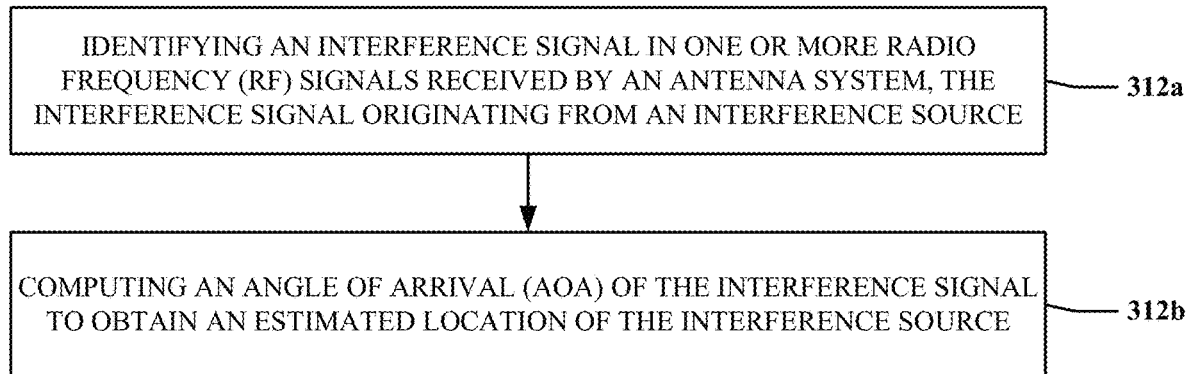 IDENTIFYING AN INTERFERENCE SIGNAL IN ONE OR MORE RADIO
FREQUENCY (RF) SIGNALS RECEIVED BY AN ANTENNA SYSTEM, THE
INTERFERENCE SIGNAL ORIGINATING FROM AN INTERFERENCE SOURCE
312a
COMPUTING AN ANGLE OF ARRIVAL (AOA) OF THE INTERFERENCE SIGNAL
TO OBTAIN AN ESTIMATED LOCATION OF THE INTERFERENCE SOURCE
312b